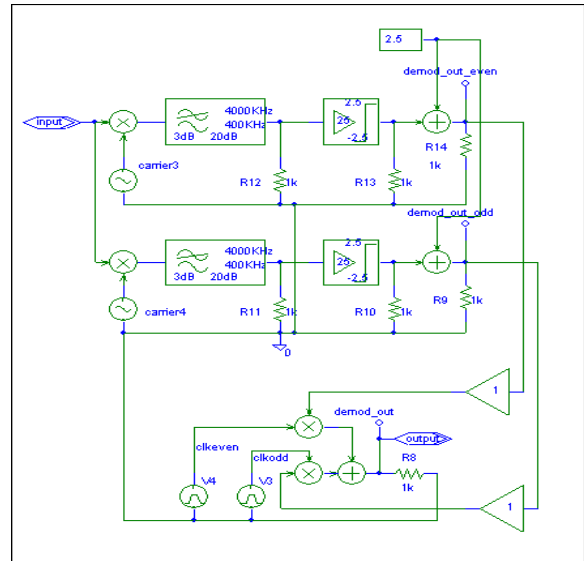 2.5
demod_out_even
input
4000KHz
400KHz
3dB 20dB
2.5
25
-2.5
R14
1k
carrier3
R12
1k
R13
1k
demod_out_odd
4000KHz
400KHz
3dB 20dB
2.5
25
-2.5
R9
1k
carrier4
R11
1k
R10
1k
0
1
demod_out
clkeven
clkodd
output
V4
V3
R8
1k
1